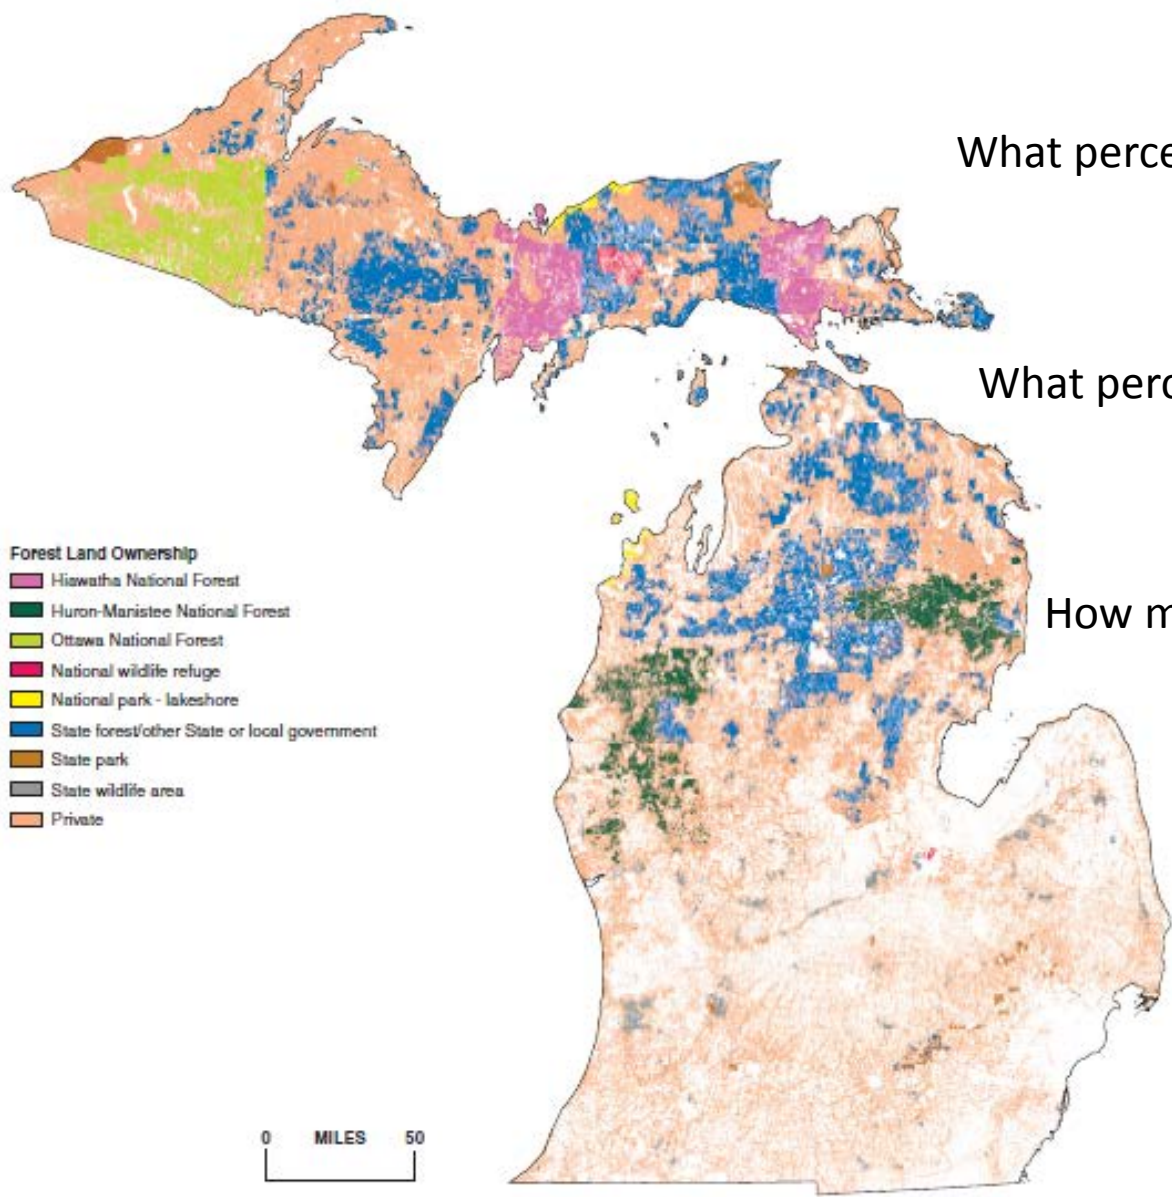 What perce
What perc
How m
Forest Land Ownership
Hiawatha National Forest
Huron-Manistee National Forest
Ottawa National Forest
National wildlife refuge
National park - lakeshore
State forest/other State or local government
State park
State wildlife area
Private
0 MILES 50